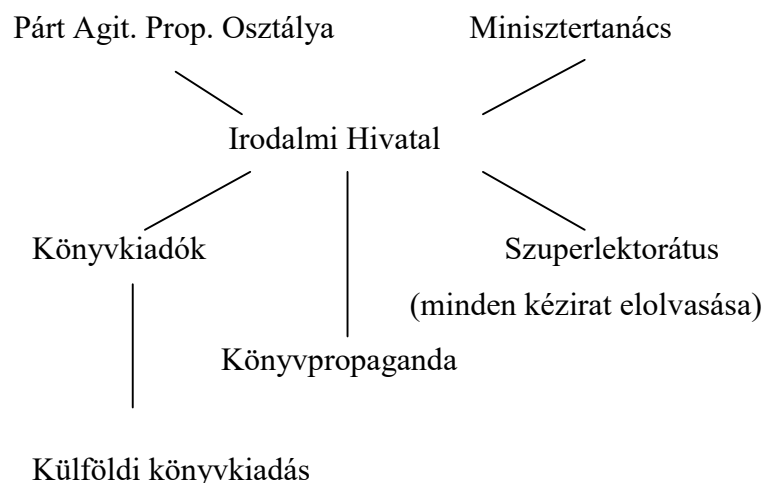 Párt Agit. Prop. Osztálya
Minisztertanács
Irodalmi Hivatal
Könyvkiadók
Szuperlektorátus
(minden kézirat elolvasása)
Könyvpropaganda
Külföldi könyvkiadás